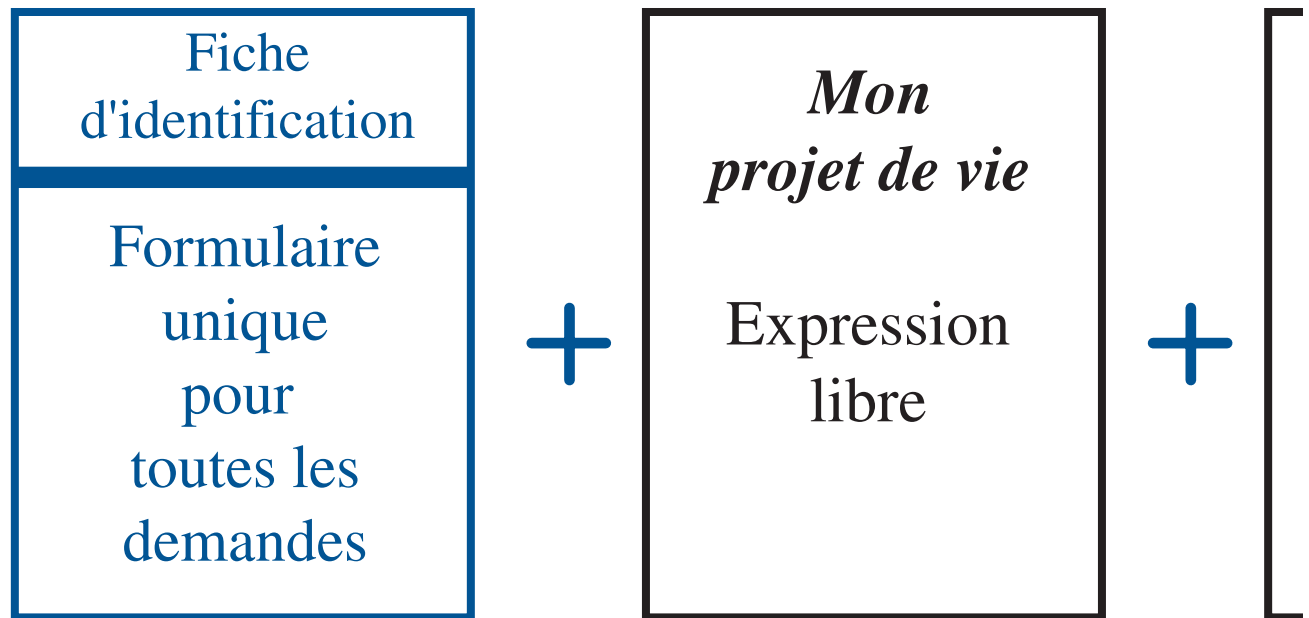 Fiche
d'identification
Formulaire
unique
pour
toutes les
demandes
+
Mon
projet de vie
Expression
libre
+